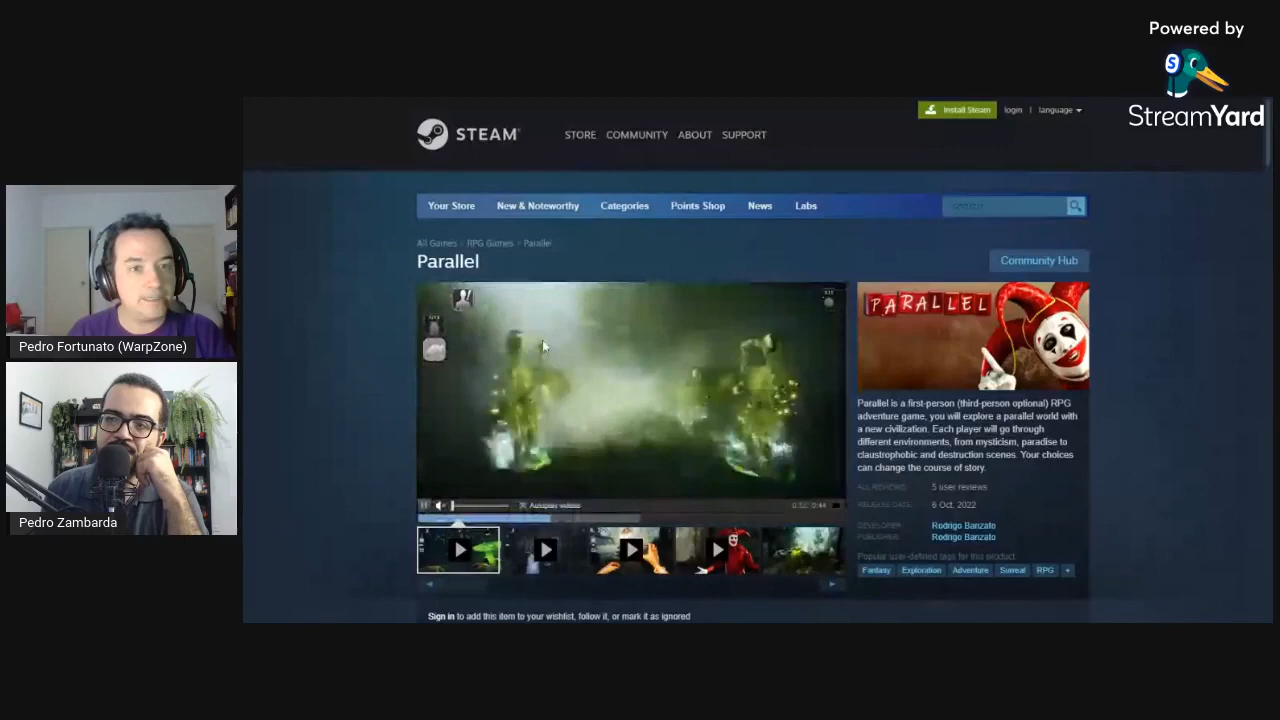 Powered by
StreamYard
Install Steam
login
language
STEAM
STORE
COMMUNITY
ABOUT
SUPPORT
Your Store
New & Noteworthy
Categories
Points Shop
News
Labs
search
All Games > RPG Games > Parallel
Parallel
Community Hub
PARALLEL
Parallel is a first-person (third-person optional) RPG
adventure game, you will explore a parallel world with
a new civilization. Each player will go through
different environments, from mysticism, paradise to
claustrophobic and destruction scenes. Your choices
can change the course of story.
ALL REVIEWS:
5 user reviews
RELEASE DATE:
6 Oct, 2022
DEVELOPER:
Rodrigo Banzato
PUBLISHER:
Rodrigo Banzato
Popular user-defined tags for this product:
Fantasy
Exploration
Adventure
Surreal
RPG
+
Autoplay videos
Sign in to add this item to your wishlist, follow it, or mark it as ignored
Pedro Fortunato (WarpZone)
Pedro Zambarda